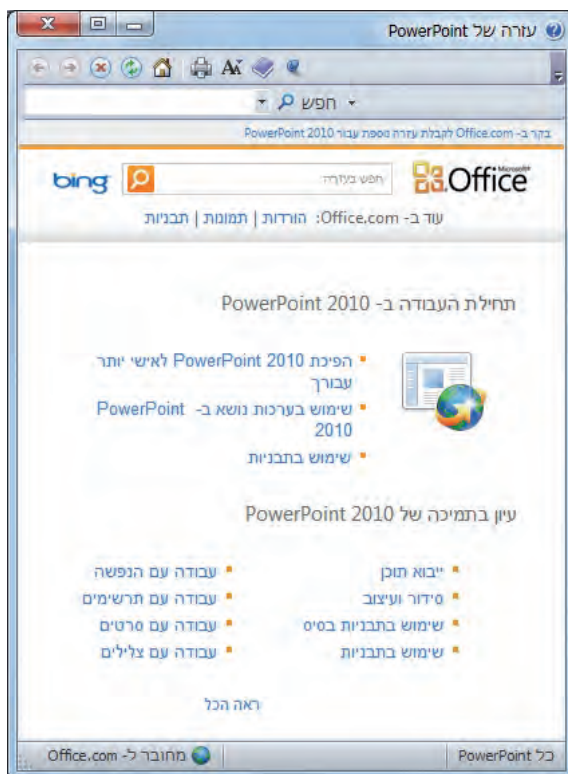 עזרה של PowerPoint
חפש
בקר ב- Office.com לקבלת עזרה נוספת עבור PowerPoint 2010
Microsoft Office
חפש בעזרה
bing
עוד ב- Office.com: הורדות | תמונות | תבניות
תחילת העבודה ב- PowerPoint 2010
הפיכת PowerPoint 2010 לאישי יותר
עבורך
שימוש בערכות נושא ב- PowerPoint
2010
שימוש בתבניות
עיון בתמיכה של PowerPoint 2010
ייבוא תוכן
סידור ועיצוב
שימוש בתבניות בסיס
שימוש בתבניות
עבודה עם הנפשה
עבודה עם תרשימים
עבודה עם סרטים
עבודה עם צלילים
ראה הכל
כל PowerPoint
מחובר ל- Office.com